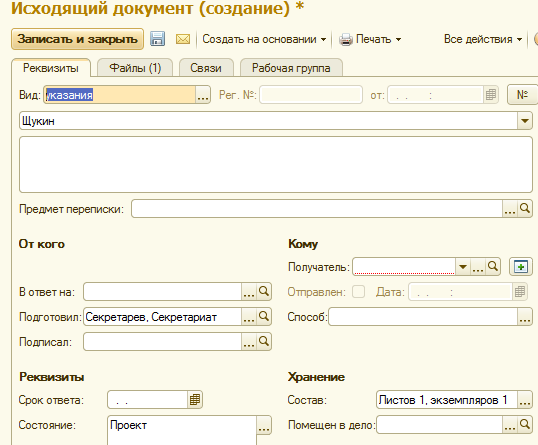 Исходящий документ (создание) *
Записать и закрыть Создать на основании Печать Все действия
Реквизиты Файлы (1) Связи Рабочая группа
Вид: указания ... Рег. №: от: . . : №
Щукин
Предмет переписки: ...
От кого Кому
Получатель: ...
В ответ на: ... Отправлен: Дата: . . :
Подготовил: Секретарев, Секретариат ... Способ: ...
Подписал: ...
Реквизиты Хранение
Срок ответа: . . Состав: Листов 1, экземпляров 1 ...
Состояние: Проект ... Помещен в дело: ...